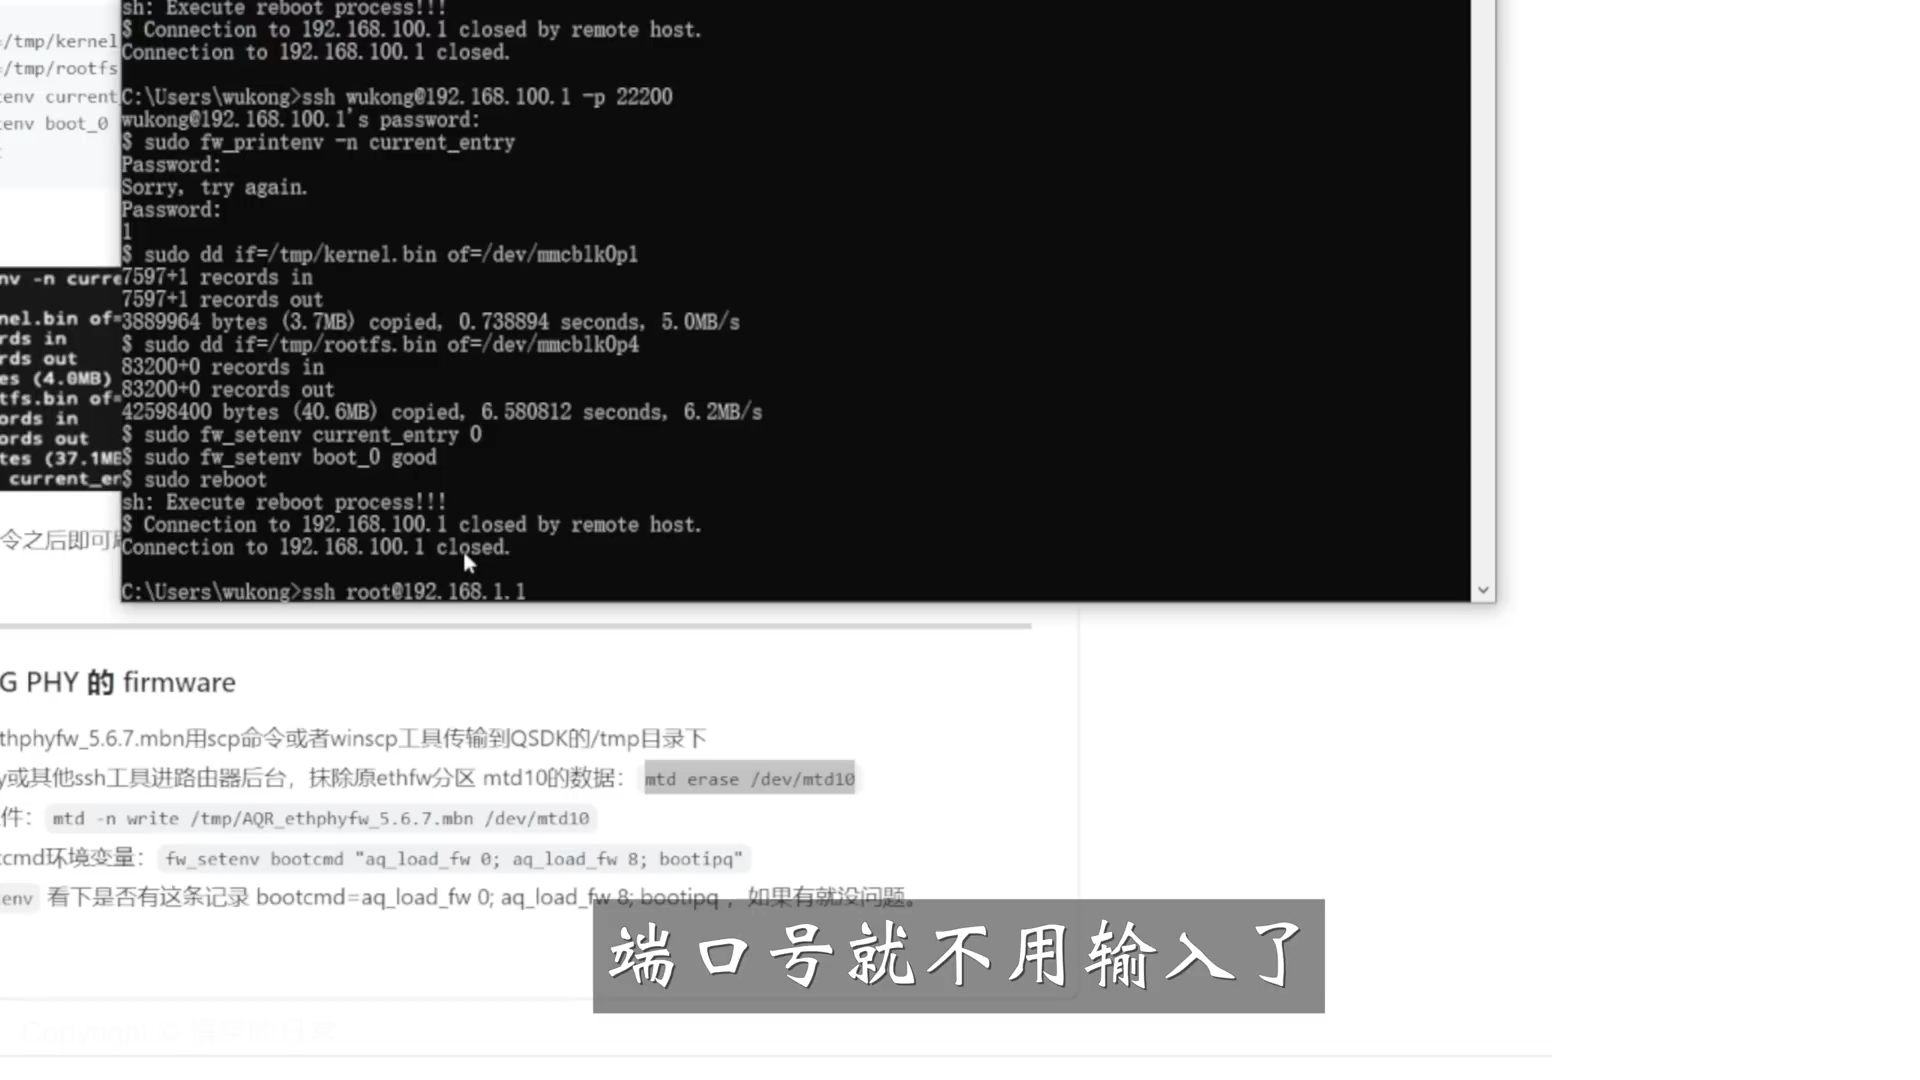 sh: Execute reboot process!!!
$ Connection to 192.168.100.1 closed by remote host.
Connection to 192.168.100.1 closed.
C:\Users\wukong>ssh wukong@192.168.100.1 -p 22200
wukong@192.168.100.1's password:
$ sudo fw_printenv -n current_entry
Password:
Sorry, try again.
Password:
1
$ sudo dd if=/tmp/kernel.bin of=/dev/mmcblk0p1
7597+1 records in
7597+1 records out
3889964 bytes (3.7MB) copied, 0.738894 seconds, 5.0MB/s
$ sudo dd if=/tmp/rootfs.bin of=/dev/mmcblk0p4
83200+0 records in
83200+0 records out
42598400 bytes (40.6MB) copied, 6.580812 seconds, 6.2MB/s
$ sudo fw_setenv current_entry 0
$ sudo fw_setenv boot_0 good
$ sudo reboot
sh: Execute reboot process!!!
$ Connection to 192.168.100.1 closed by remote host.
Connection to 192.168.100.1 closed.
C:\Users\wukong>ssh root@192.168.1.1
=/tmp/kernel
=/tmp/rootfs
env current
env boot_0
nv -n curre
nel.bin of=
rds in
rds out
es (4.0MB)
tfs.bin of=
ords in
ords out
tes (37.1MB
current_en
令之后即可
G PHY 的 firmware
thphyfw_5.6.7.mbn用scp命令或者winscp工具传输到QSDK的/tmp目录下
y或其他ssh工具进路由器后台，抹除原ethfw分区 mtd10的数据： mtd erase /dev/mtd10
件： mtd -n write /tmp/AQR_ethphyfw_5.6.7.mbn /dev/mtd10
cmd环境变量： fw_setenv bootcmd "aq_load_fw 0; aq_load_fw 8; bootipq"
env 看下是否有这条记录 bootcmd=aq_load_fw 0; aq_load_fw 8; bootipq ，如果有就没问题。
端口号就不用输入了